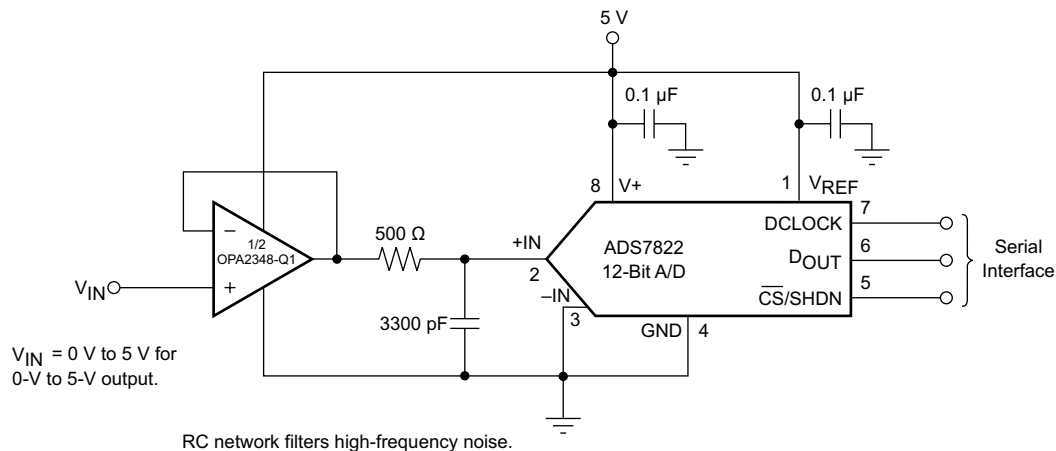 5 V
0.1 µF
0.1 µF
8
V+
1
VREF
7
DCLOCK
6
DOUT
5
CS/SHDN
Serial
Interface
–
1/2
OPA2348-Q1
+
VIN
500 Ω
+IN
2
ADS7822
12-Bit A/D
–IN
3
3300 pF
GND
4
VIN = 0 V to 5 V for
0-V to 5-V output.
RC network filters high-frequency noise.